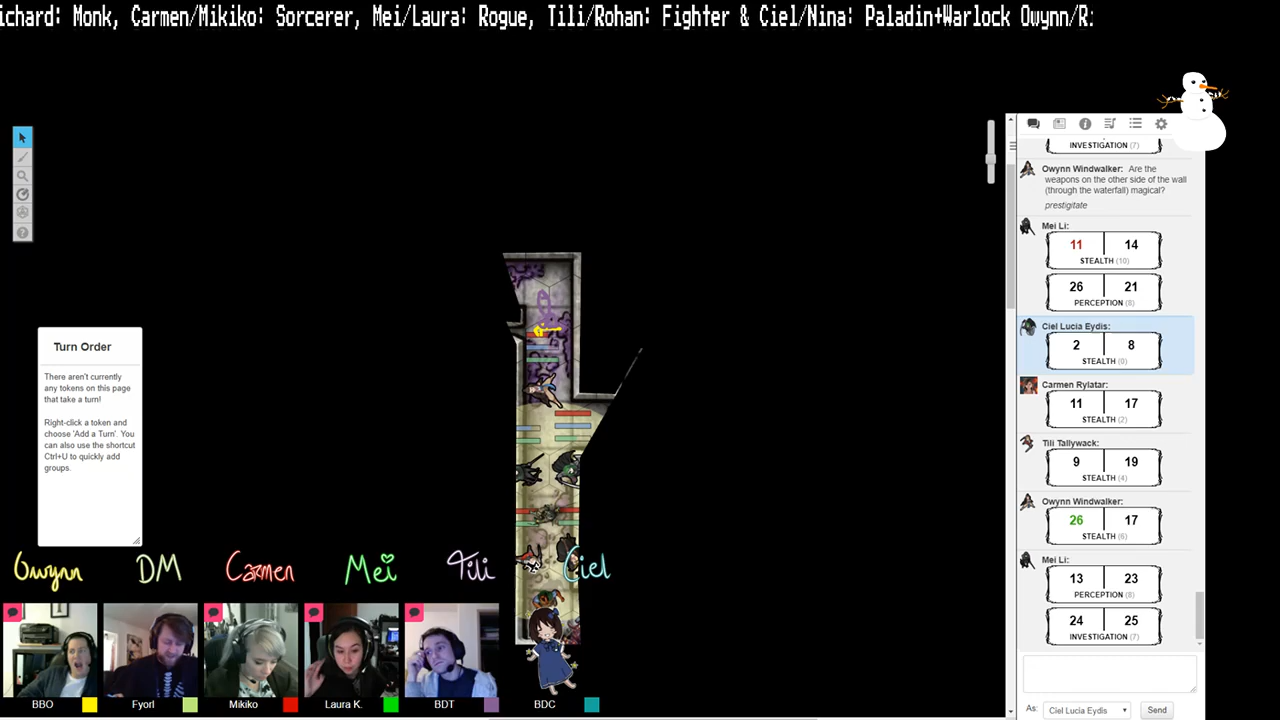 ichard: Monk, Carmen/Mikiko: Sorcerer, Mei/Laura: Rogue, Tili/Rohan: Fighter & Ciel/Nina: Paladin+Warlock Owynn/R
INVESTIGATION (7)
Owynn Windwalker: Are the
weapons on the other side of the wall
(through the waterfall) magical?
prestigitate
Mei Li:
11 14
STEALTH (10)
26 21
PERCEPTION (8)
Ciel Lucia Eydis:
2 8
STEALTH (0)
Carmen Rylatar:
11 17
STEALTH (2)
Tili Tallywack:
9 19
STEALTH (4)
Owynn Windwalker:
26 17
STEALTH (6)
Mei Li:
13 23
PERCEPTION (8)
24 25
INVESTIGATION (7)
As: Ciel Lucia Eydis Send
Turn Order
There aren't currently
any tokens on this page
that take a turn!
Right-click a token and
choose 'Add a Turn'. You
can also use the shortcut
Ctrl+U to quickly add
groups.
Owynn DM Carmen Mei Tili Ciel
BBO Fyorl Mikiko Laura K. BDT BDC